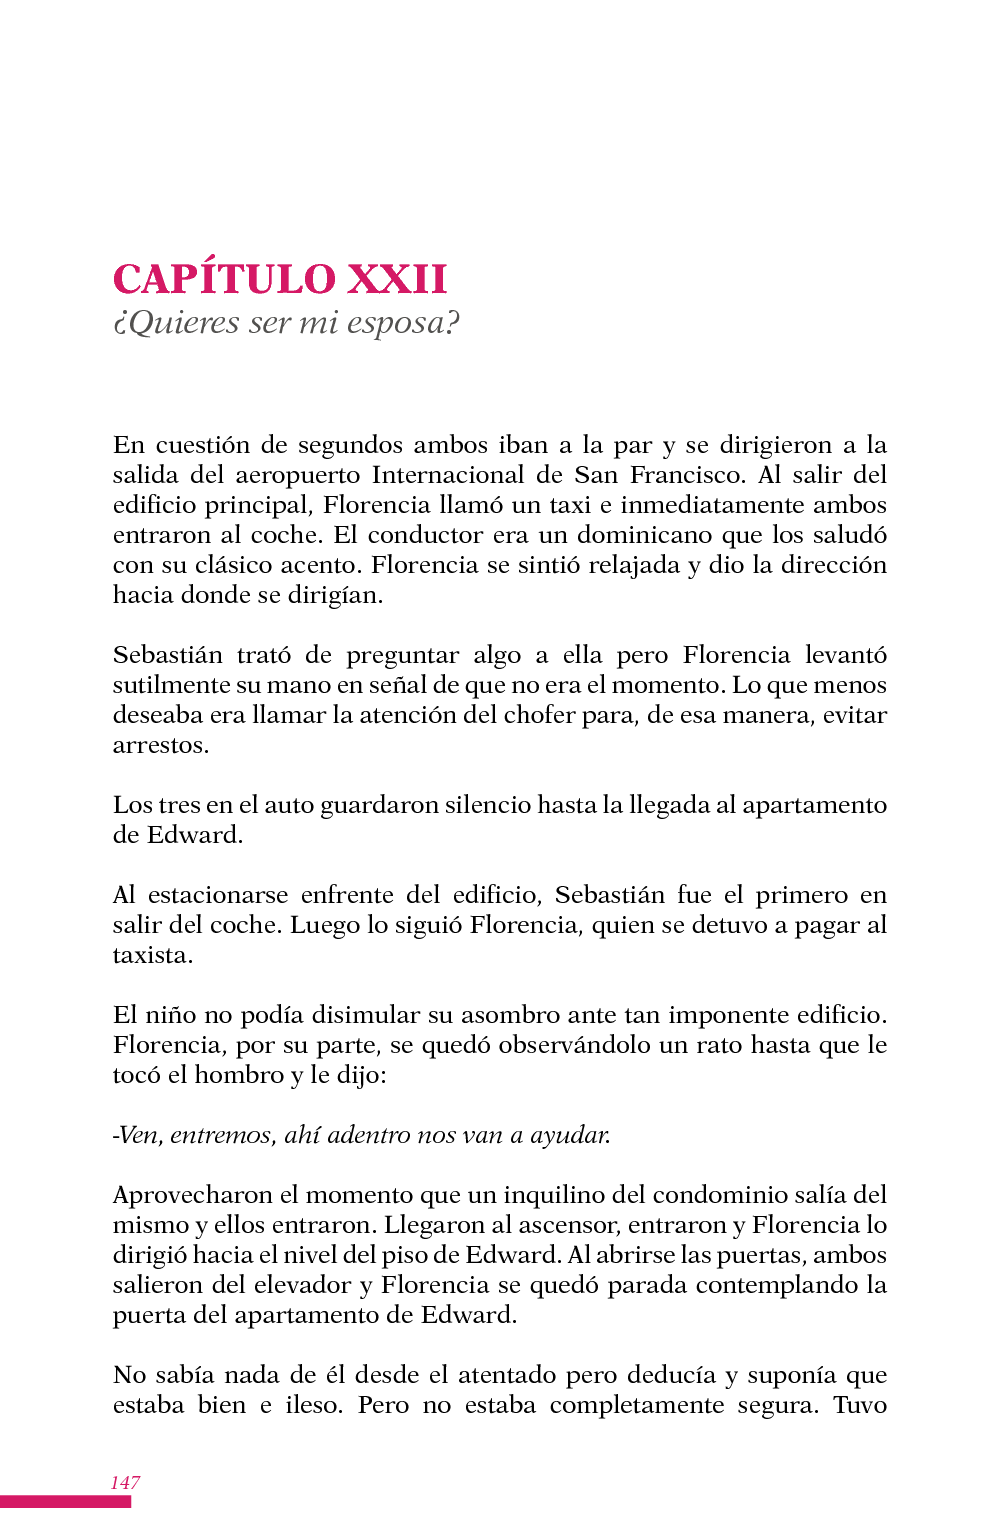 CAPÍTULO XXII
¿Quieres ser mi esposa?
En cuestión de segundos ambos iban a la par y se dirigieron a la
salida del aeropuerto Internacional de San Francisco. Al salir del
edificio principal, Florencia llamó un taxi e inmediatamente ambos
entraron al coche. El conductor era un dominicano que los saludó
con su clásico acento. Florencia se sintió relajada y dio la dirección
hacia donde se dirigían.
Sebastián trató de preguntar algo a ella pero Florencia levantó
sutilmente su mano en señal de que no era el momento. Lo que menos
deseaba era llamar la atención del chofer para, de esa manera, evitar
arrestos.
Los tres en el auto guardaron silencio hasta la llegada al apartamento
de Edward.
Al estacionarse enfrente del edificio, Sebastián fue el primero en
salir del coche. Luego lo siguió Florencia, quien se detuvo a pagar al
taxista.
El niño no podía disimular su asombro ante tan imponente edificio.
Florencia, por su parte, se quedó observándolo un rato hasta que le
tocó el hombro y le dijo:
-Ven, entremos, ahí adentro nos van a ayudar.
Aprovecharon el momento que un inquilino del condominio salía del
mismo y ellos entraron. Llegaron al ascensor, entraron y Florencia lo
dirigió hacia el nivel del piso de Edward. Al abrirse las puertas, ambos
salieron del elevador y Florencia se quedó parada contemplando la
puerta del apartamento de Edward.
No sabía nada de él desde el atentado pero deducía y suponía que
estaba bien e ileso. Pero no estaba completamente segura. Tuvo
147